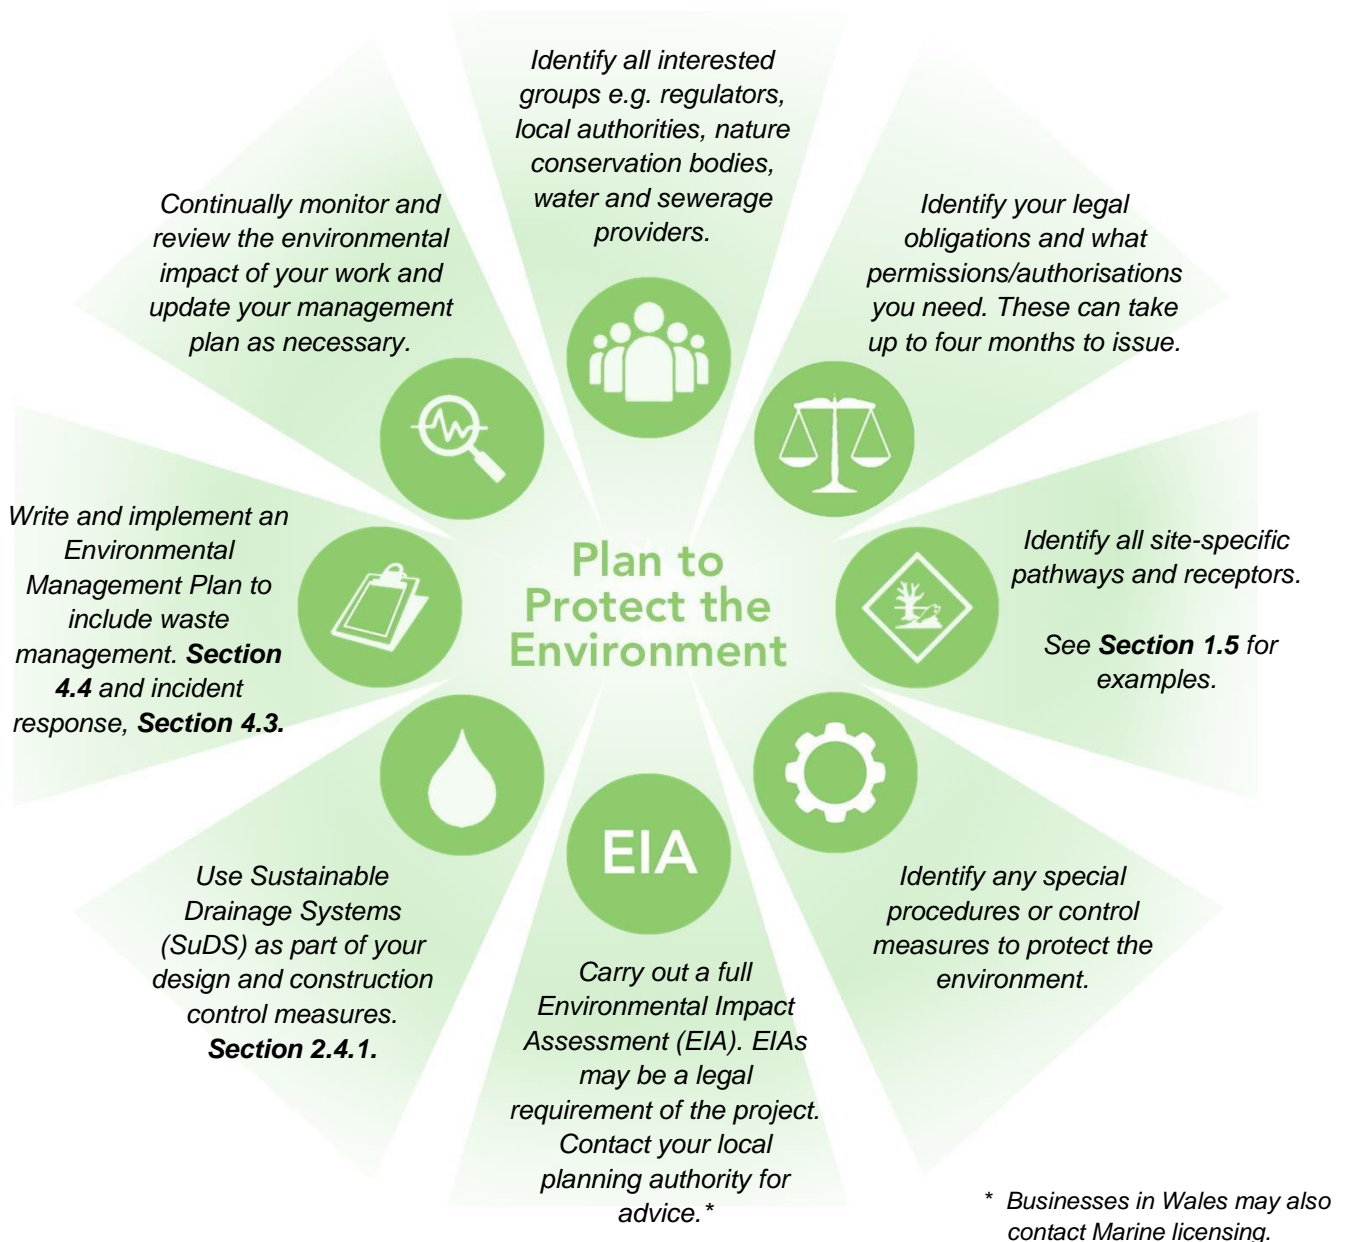 Identify all interested
groups e.g. regulators,
local authorities, nature
conservation bodies,
water and sewerage
providers.
Identify your legal
obligations and what
permissions/authorisations
you need. These can take
up to four months to issue.
Identify all site-specific
pathways and receptors.
See Section 1.5 for
examples.
Identify any special
procedures or control
measures to protect the
environment.
EIA
Carry out a full
Environmental Impact
Assessment (EIA). EIAs
may be a legal
requirement of the project.
Contact your local
planning authority for
advice.*
Use Sustainable
Drainage Systems
(SuDS) as part of your
design and construction
control measures.
Section 2.4.1.
Write and implement an
Environmental
Management Plan to
include waste
management. Section
4.4 and incident
response, Section 4.3.
Continually monitor and
review the environmental
impact of your work and
update your management
plan as necessary.
Plan to
Protect the
Environment
* Businesses in Wales may also
contact Marine licensing.